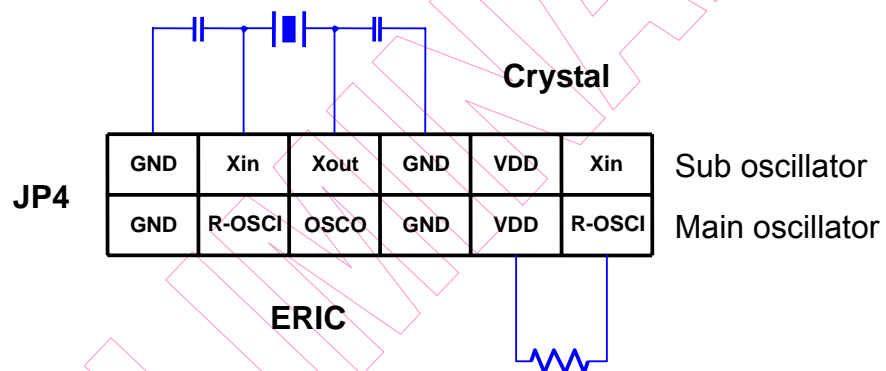 Crystal
GND Xin Xout GND VDD Xin Sub oscillator
JP4
GND R-OSCI OSCO GND VDD R-OSCI Main oscillator
ERIC